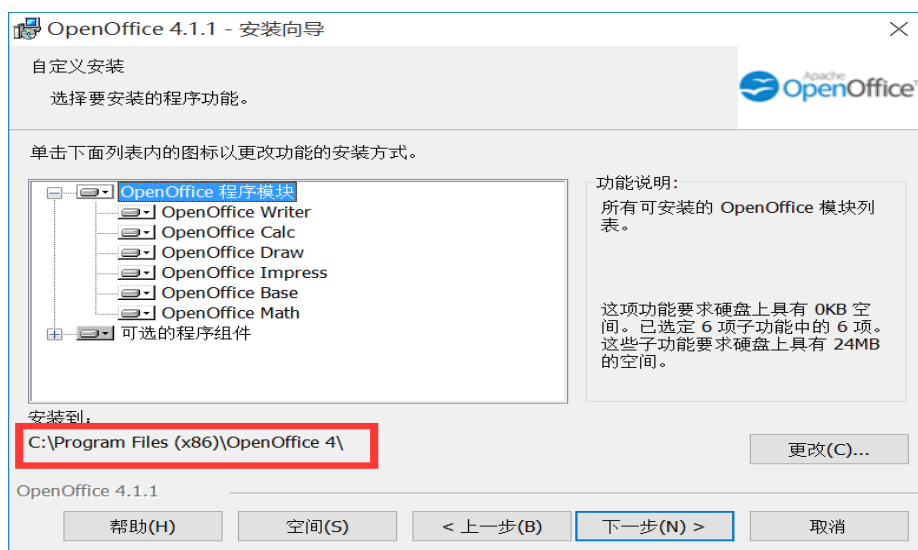 OpenOffice 4.1.1 - 安装向导
自定义安装
选择要安装的程序功能。
Apache
OpenOffice
单击下面列表内的图标以更改功能的安装方式。
OpenOffice 程序模块
OpenOffice Writer
OpenOffice Calc
OpenOffice Draw
OpenOffice Impress
OpenOffice Base
OpenOffice Math
可选的程序组件
功能说明:
所有可安装的 OpenOffice 模块列
表。
这项功能要求硬盘上具有 0KB 空
间。已选定 6 项子功能中的 6 项。
这些子功能要求硬盘上具有 24MB
的空间。
安装到:
C:\Program Files (x86)\OpenOffice 4\
更改(C)...
OpenOffice 4.1.1
帮助(H)
空间(S)
< 上一步(B)
下一步(N) >
取消